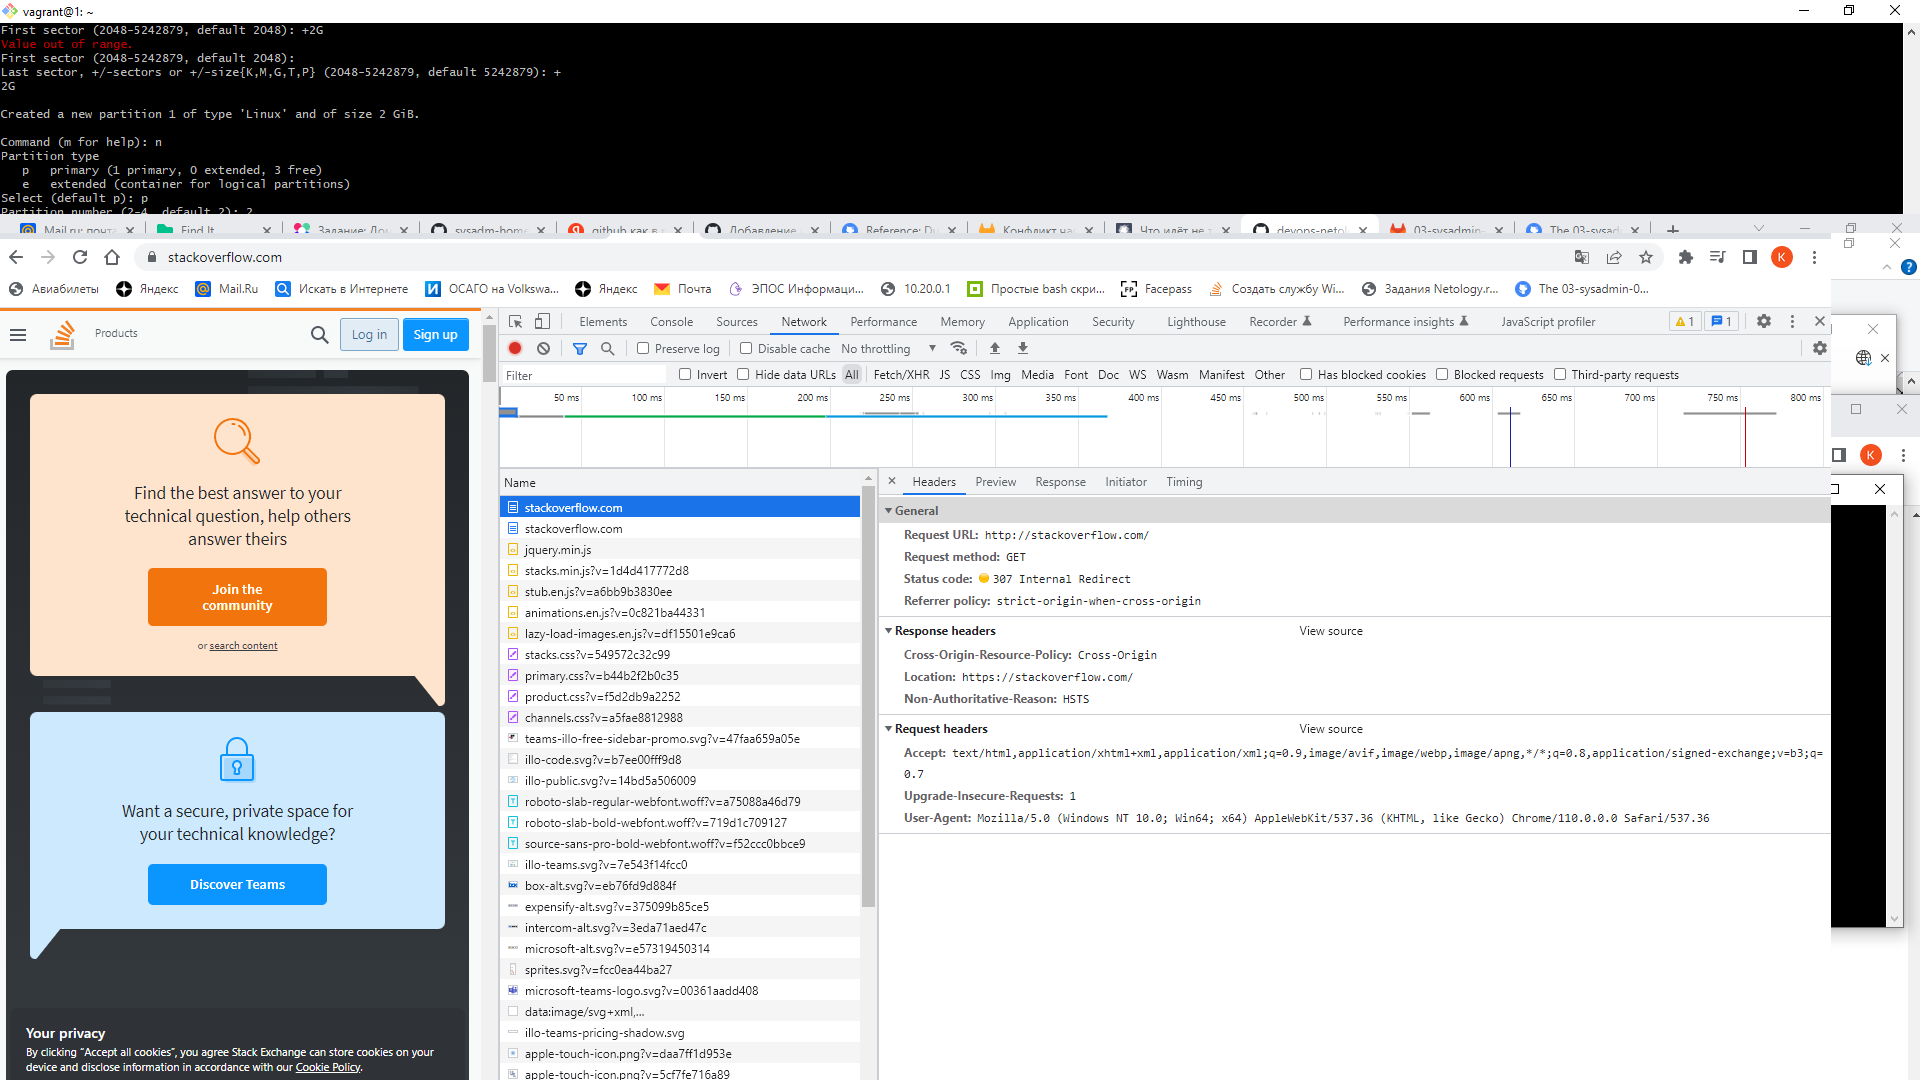 vagrant@1: ~
First sector (2048-5242879, default 2048): +2G
Value out of range.
First sector (2048-5242879, default 2048):
Last sector, +/-sectors or +/-size{K,M,G,T,P} (2048-5242879, default 5242879): +
2G
Created a new partition 1 of type 'Linux' and of size 2 GiB.
Command (m for help): n
Partition type
p primary (1 primary, 0 extended, 3 free)
e extended (container for logical partitions)
Select (default p): p
Partition number (2-4, default 2): 2
Mail.ru: почта
Find It
Задание: До
sysadm-home
github как в
Добавление
Reference: D
Конфликт ча
Что идёт не т
devops-netol
03-sysadmin-
The 03-sysad
stackoverflow.com
K
Авиабилеты
Яндекс
Mail.Ru
Искать в Интернете
ОСАГО на Volkswa...
Яндекс
Почта
ЭПОС Информаци...
10.20.0.1
Простые bash скри...
Facepass
Создать службу Wi...
Задания Netology.r...
The 03-sysadmin-0...
Products
Log in
Sign up
Elements
Console
Sources
Network
Performance
Memory
Application
Security
Lighthouse
Recorder
Performance insights
JavaScript profiler
1
1
Preserve log
Disable cache
No throttling
Filter
Invert
Hide data URLs
All
Fetch/XHR
JS
CSS
Img
Media
Font
Doc
WS
Wasm
Manifest
Other
Has blocked cookies
Blocked requests
Third-party requests
50 ms
100 ms
150 ms
200 ms
250 ms
300 ms
350 ms
400 ms
450 ms
500 ms
550 ms
600 ms
650 ms
700 ms
750 ms
800 ms
Find the best answer to your
technical question, help others
answer theirs
Join the
community
or search content
Want a secure, private space for
your technical knowledge?
Discover Teams
Your privacy
By clicking “Accept all cookies”, you agree Stack Exchange can store cookies on your
device and disclose information in accordance with our Cookie Policy.
Name
stackoverflow.com
stackoverflow.com
jquery.min.js
stacks.min.js?v=1d4d417772d8
stub.en.js?v=a6bb9b3830ee
animations.en.js?v=0c821ba44331
lazy-load-images.en.js?v=df15501e9ca6
stacks.css?v=549572c32c99
primary.css?v=b44b2f2b0c35
product.css?v=f5d2db9a2252
channels.css?v=a5fae8812988
teams-illo-free-sidebar-promo.svg?v=47faa659a05e
illo-code.svg?v=b7ee00fff9d8
illo-public.svg?v=14bd5a506009
roboto-slab-regular-webfont.woff?v=a75088a46d79
roboto-slab-bold-webfont.woff?v=719d1c709127
source-sans-pro-bold-webfont.woff?v=f52ccc0bbce9
illo-teams.svg?v=7e543f14fcc0
box-alt.svg?v=eb76fd9d884f
expensify-alt.svg?v=375099b85ce5
intercom-alt.svg?v=3eda71aed47c
microsoft-alt.svg?v=e57319450314
sprites.svg?v=fcc0ea44ba27
microsoft-teams-logo.svg?v=00361aadd408
data:image/svg+xml,...
illo-teams-pricing-shadow.svg
apple-touch-icon.png?v=daa7ff1d953e
apple-touch-icon.png?v=5cf7fe716a89
Headers
Preview
Response
Initiator
Timing
General
Request URL: http://stackoverflow.com/
Request method: GET
Status code: 307 Internal Redirect
Referrer policy: strict-origin-when-cross-origin
Response headers
View source
Cross-Origin-Resource-Policy: Cross-Origin
Location: https://stackoverflow.com/
Non-Authoritative-Reason: HSTS
Request headers
View source
Accept: text/html,application/xhtml+xml,application/xml;q=0.9,image/avif,image/webp,image/apng,*/*;q=0.8,application/signed-exchange;v=b3;q=
0.7
Upgrade-Insecure-Requests: 1
User-Agent: Mozilla/5.0 (Windows NT 10.0; Win64; x64) AppleWebKit/537.36 (KHTML, like Gecko) Chrome/110.0.0.0 Safari/537.36
K